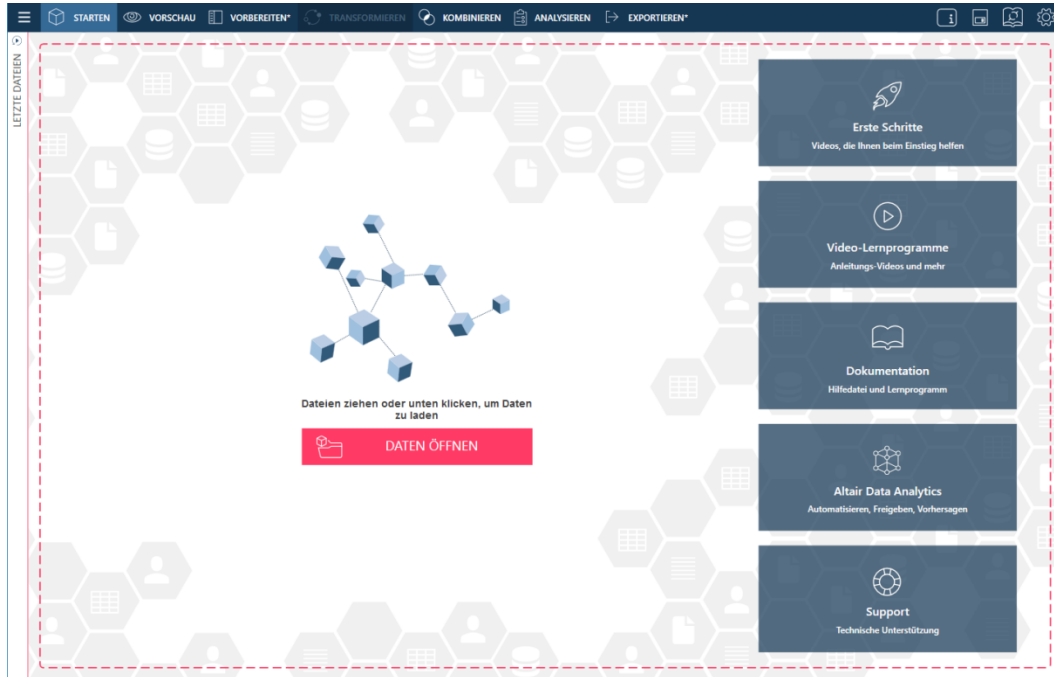 STARTEN VORSCHAU VORBEREITEN* TRANSFORMIEREN KOMBINIEREN ANALYSIEREN EXPORTIEREN*
LETZTE DATEIEN
Erste Schritte
Videos, die Ihnen beim Einstieg helfen
Video-Lernprogramme
Anleitungs-Videos und mehr
Dokumentation
Hilfedatei und Lernprogramm
Dateien ziehen oder unten klicken, um Daten
zu laden
DATEN ÖFFNEN
Altair Data Analytics
Automatisieren, Freigeben, Vorhersagen
Support
Technische Unterstützung